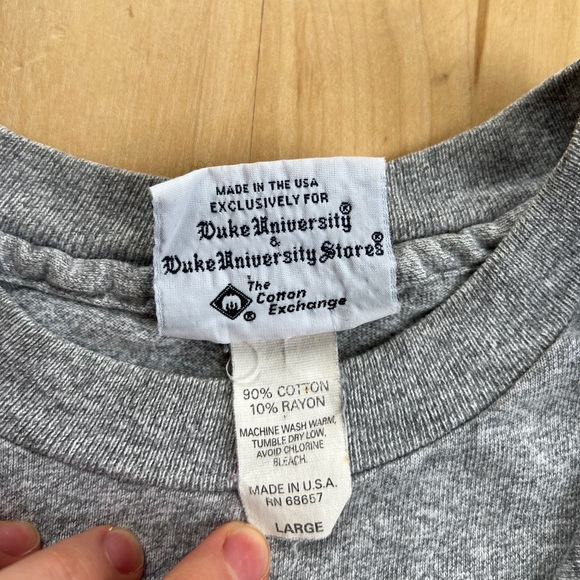 MADE IN THE USA
EXCLUSIVELY FOR
Duke University®
&
Duke University Stores®
The
Cotton
Exchange
®
90% COTTON
10% RAYON
MACHINE WASH WARM,
TUMBLE DRY LOW,
AVOID CHLORINE
BLEACH.
MADE IN U.S.A.
RN 68657
LARGE